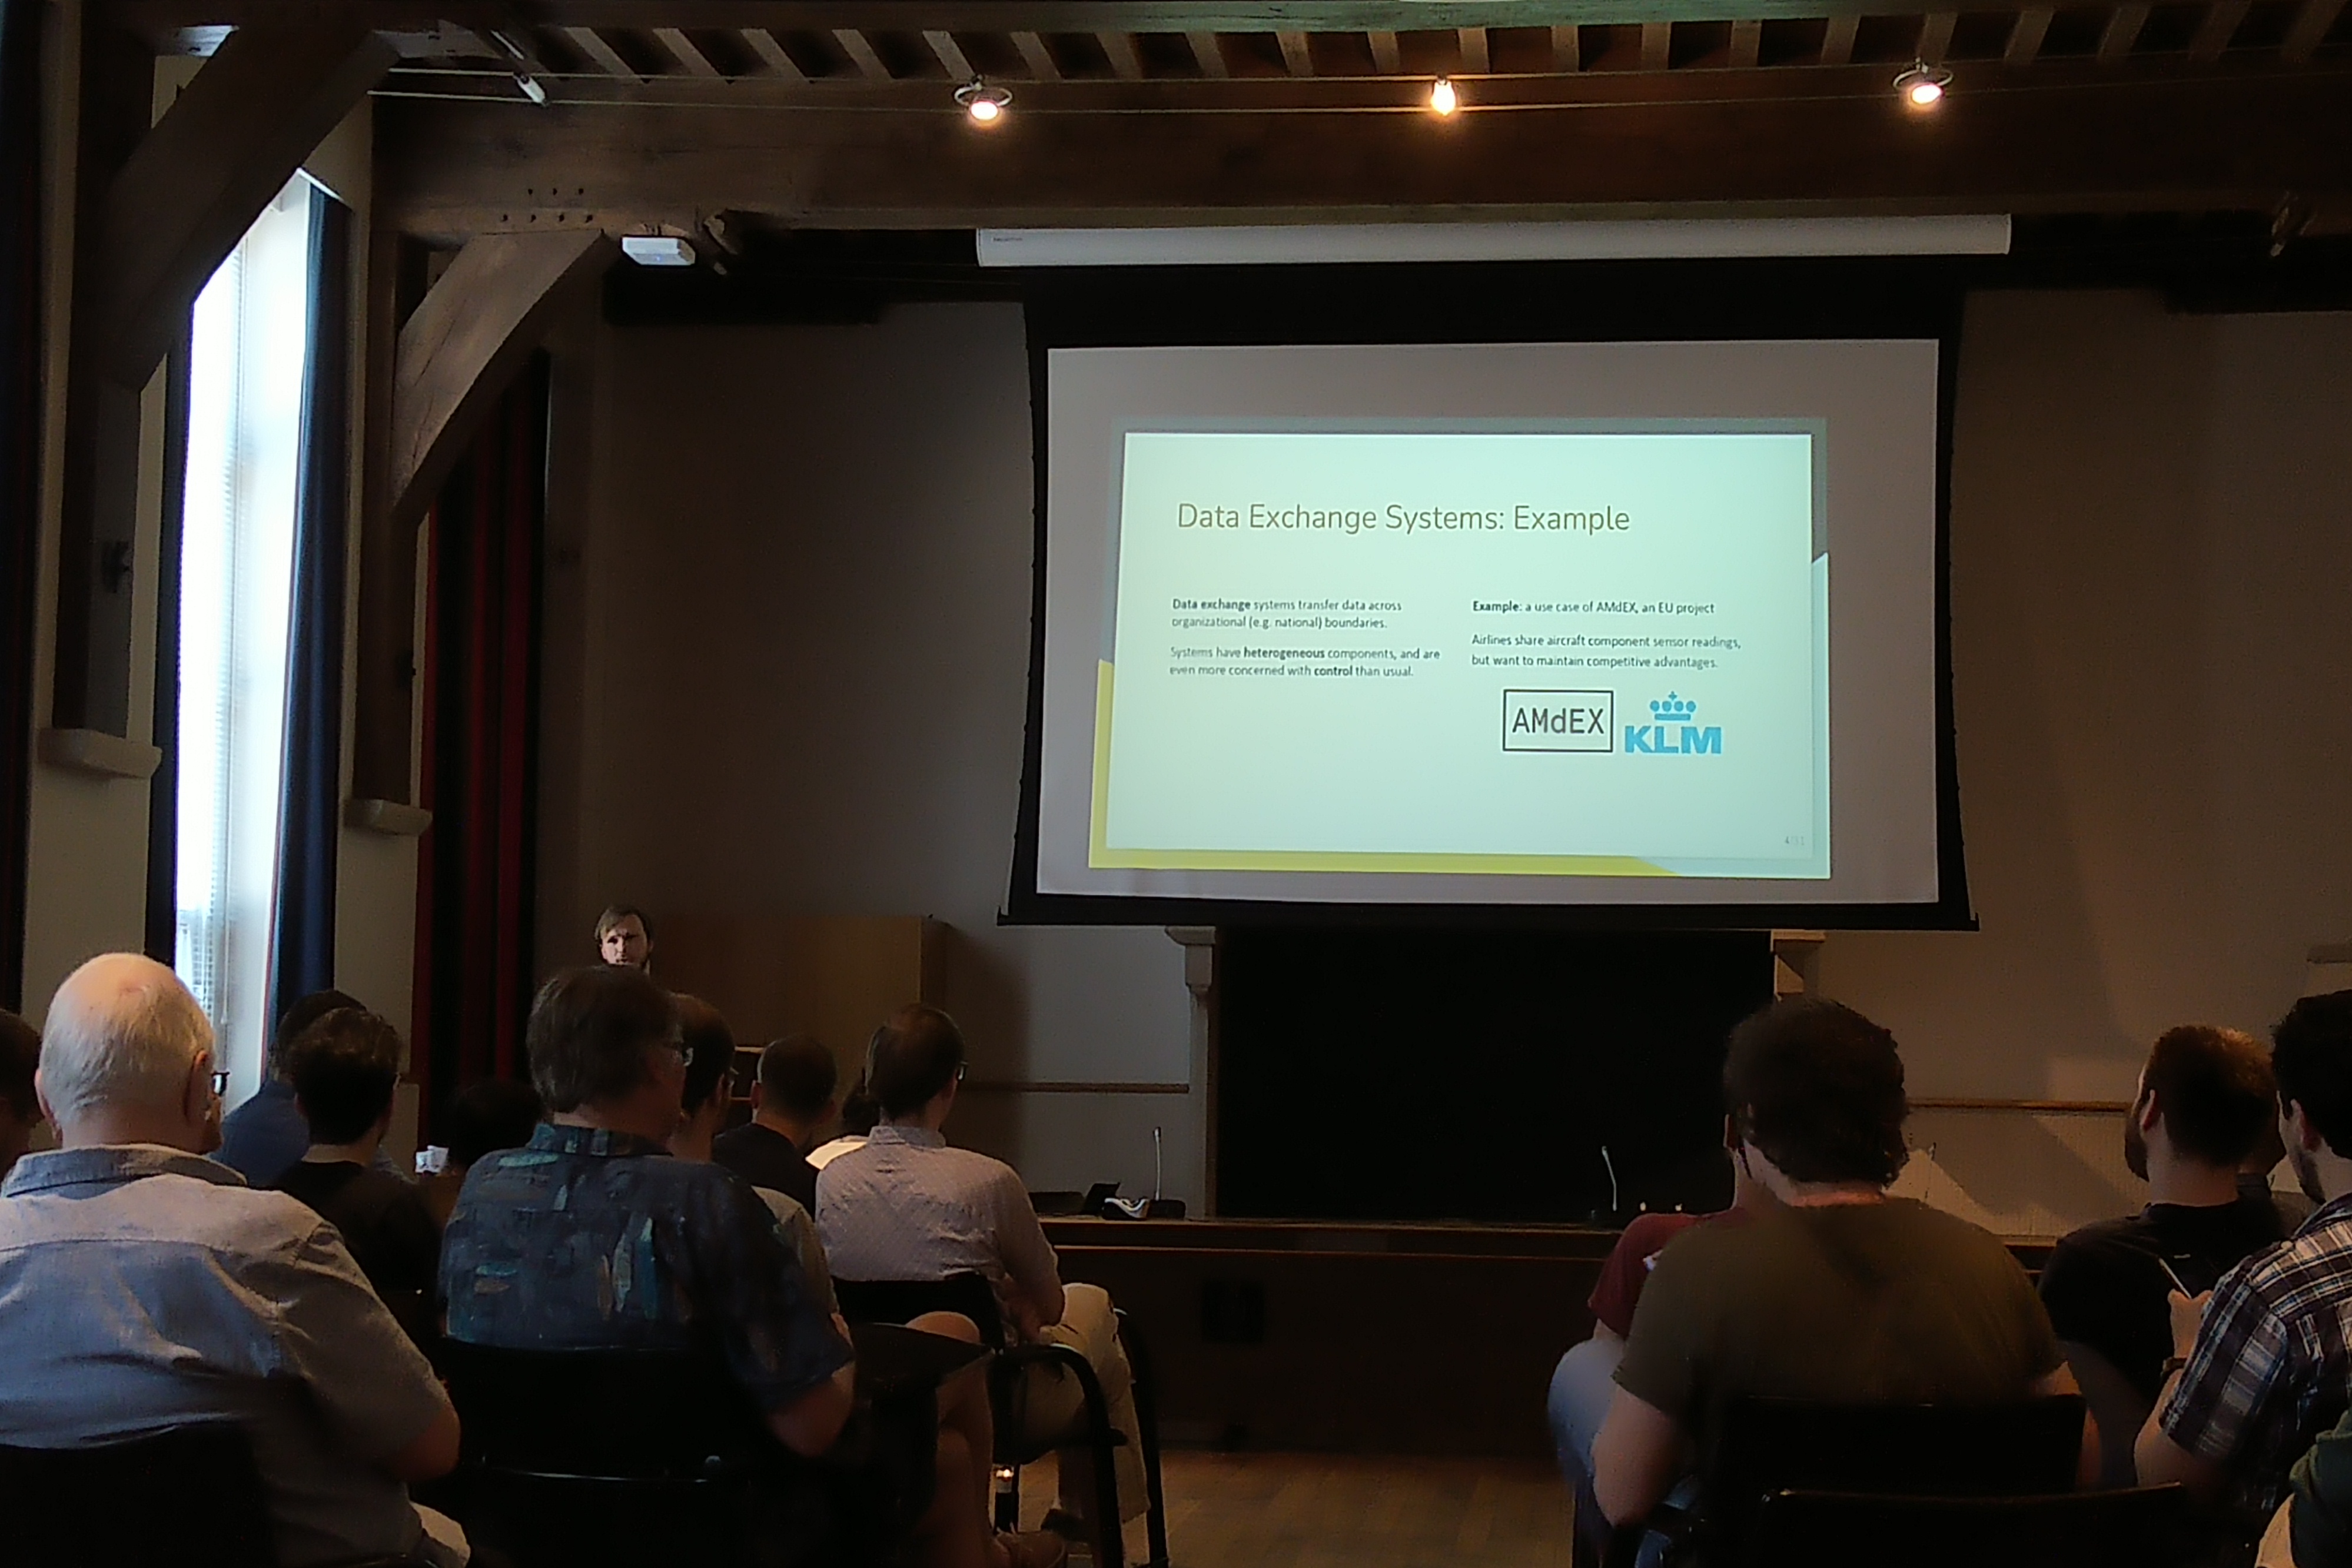 Data Exchange Systems: Example
Data exchange systems transfer data across
organizational (e.g. national) boundaries.
Systems have heterogeneous components, and are
even more concerned with control than usual.
Example: a use case of AMdEX, an EU project
Airlines share aircraft component sensor readings,
but want to maintain competitive advantages.
AMdEX
KLM